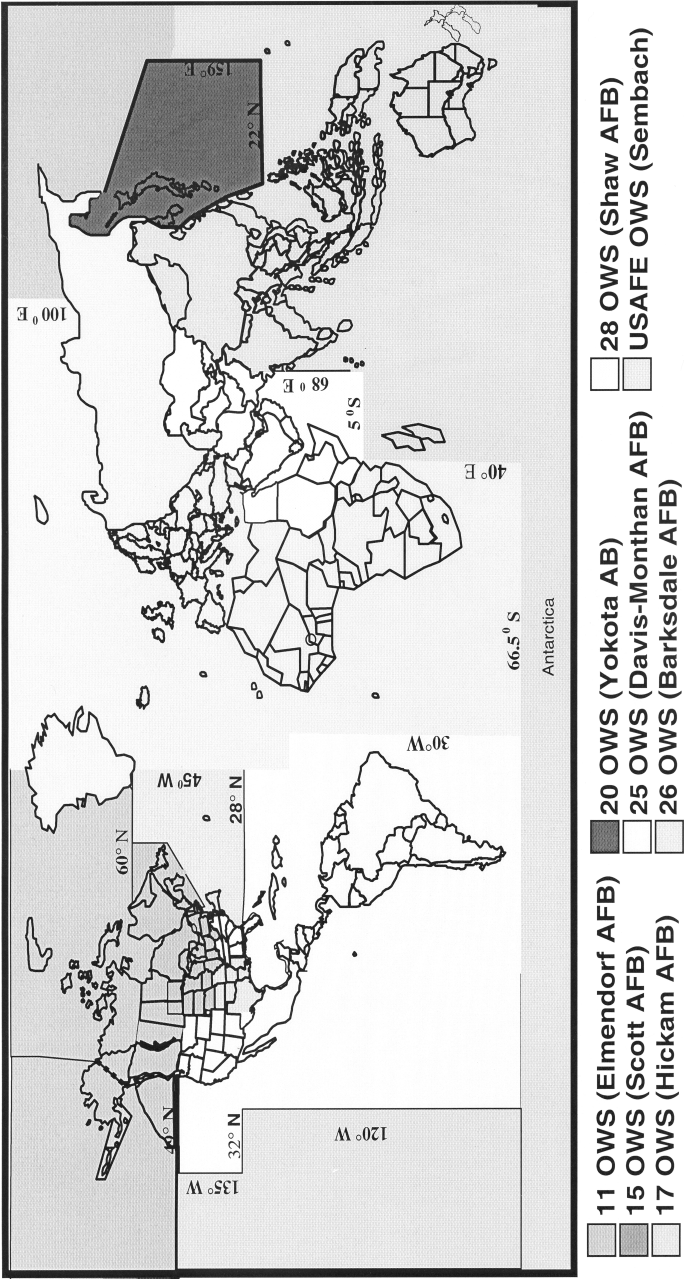 100 ° E
159° E
60° N
22° N
45° W
N
28° N
32° N
135° W
68 ° E
5 °S
30° W
120° W
40° E
66.5° S
Antarctica
11 OWS (Elmendorf AFB)
15 OWS (Scott AFB)
17 OWS (Hickam AFB)
20 OWS (Yokota AB)
25 OWS (Davis-Monthan AFB)
26 OWS (Barksdale AFB)
28 OWS (Shaw AFB)
USAFE OWS (Sembach)